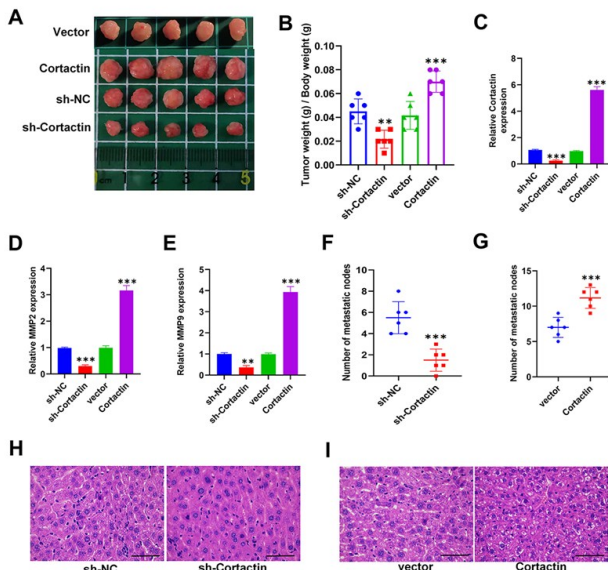 A
Vector
Cortactin
sh-NC
sh-Cortactin
1cm 1 2 3 4 5
B
Tumor weight (g) / Body weight (g)
0.10
0.08
0.06
0.04
0.02
0.00
**
***
sh-NC
sh-Cortactin
vector
Cortactin
C
Relative Cortactin
expression
8
6
4
2
0
***
***
sh-NC
sh-Cortactin
vector
Cortactin
D
Relative MMP2 expression
4
3
2
1
0
***
***
sh-NC
sh-Cortactin
vector
Cortactin
E
Relative MMP9 expression
5
4
3
2
1
0
**
***
sh-NC
sh-Cortactin
vector
Cortactin
F
Number of metastatic nodes
10
8
6
4
2
0
***
sh-NC
sh-Cortactin
G
Number of metastatic nodes
20
15
10
5
0
***
vector
Cortactin
H
sh-NC
sh-Cortactin
I
vector
Cortactin